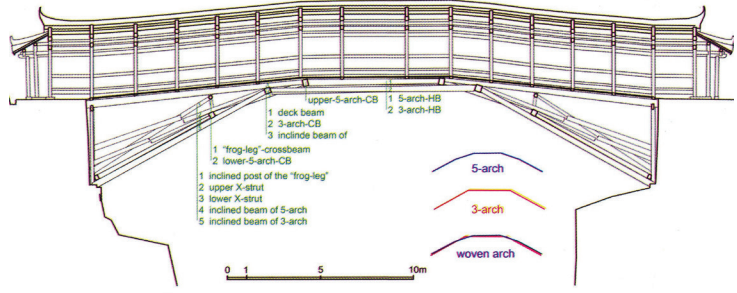 upper-5-arch-CB
1 5-arch-HB
2 3-arch-HB
1 deck beam
2 3-arch-CB
3 inclinde beam of
1 "frog-leg"-crossbeam
2 lower-5-arch-CB
1 inclined post of the "frog-leg"
2 upper X-strut
3 lower X-strut
4 inclined beam of 5-arch
5 inclined beam of 3-arch
5-arch
3-arch
woven arch
0 1 5 10m